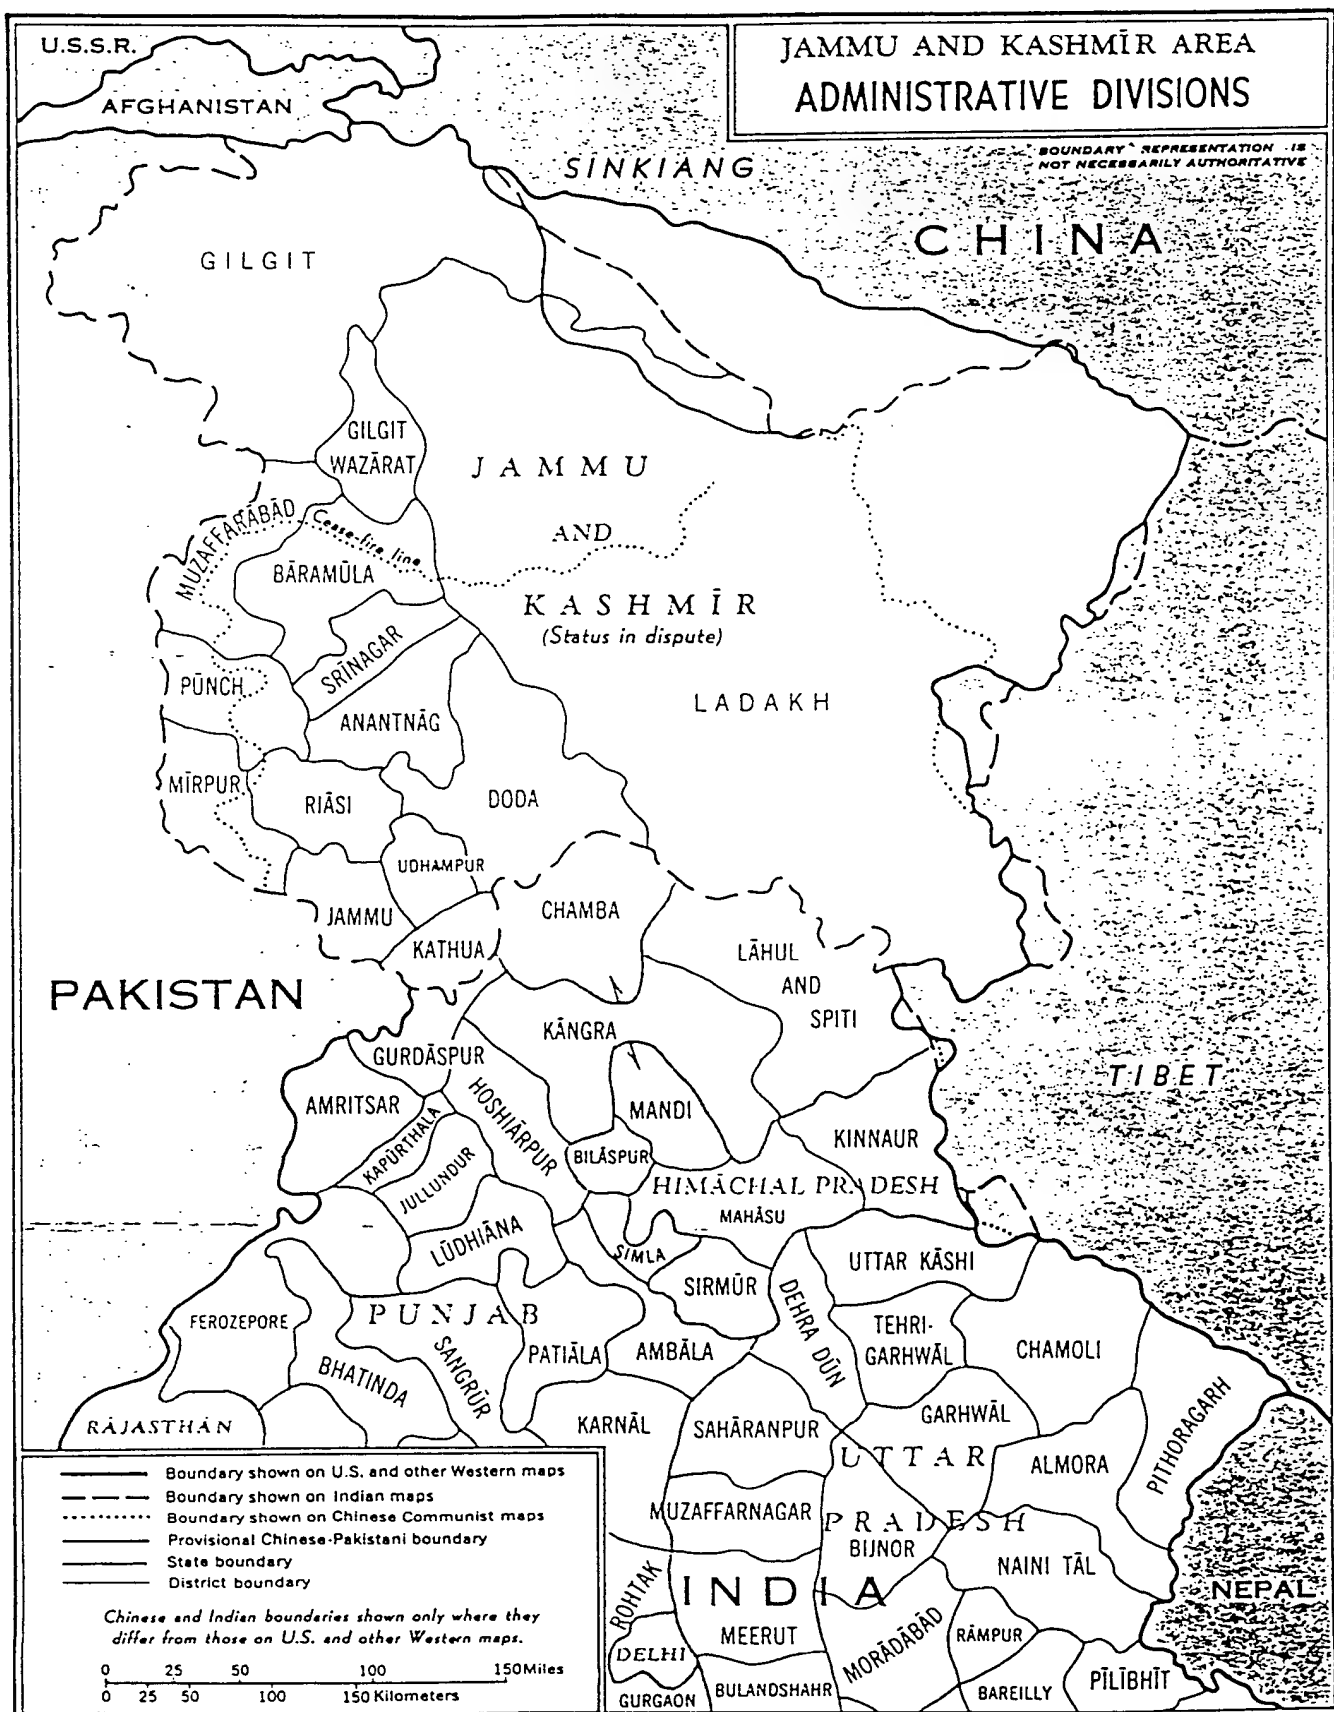 U.S.S.R.
JAMMU AND KASHMĪR AREA
ADMINISTRATIVE DIVISIONS
AFGHANISTAN
BOUNDARY REPRESENTATION IS
NOT NECESSARILY AUTHORITATIVE
SINKIANG
CHINA
GILGIT
GILGIT
WAZĀRAT
JAMMU
AND
KASHMĪR
(Status in dispute)
MUZAFFARĀBĀD
Cease-fire line
BĀRAMŪLA
SRĪNAGAR
PŪNCH
LADAKH
ANANTNĀG
MĪRPUR
RIĀSI
DODA
UDHAMPUR
JAMMU
CHAMBA
KATHUA
LĀHUL
AND
SPITI
PAKISTAN
KĀNGRA
GURDĀSPUR
TIBET
AMRITSAR
HOSHIĀRPUR
MANDI
KAPŪRTHALA
KINNAUR
BILĀSPUR
JULLUNDUR
HIMĀCHAL PRADESH
MAHĀSU
LŪDHIĀNA
SIMLA
UTTAR KĀSHI
SIRMŪR
DEHRA DŪN
FEROZEPORE
PUNJAB
TEHRI-
GARHWĀL
CHAMOLI
SANGRŪR
PATIĀLA
AMBĀLA
BHATINDA
PITHORAGARH
RĀJASTHĀN
KARNĀL
SAHĀRANPUR
GARHWĀL
UTTAR
ALMORA
MUZAFFARNAGAR
PRADESH
BIJNOR
NAINI TĀL
ROHTAK
INDIA
NEPAL
MEERUT
MORĀDĀBĀD
RĀMPUR
DELHI
PĪLĪBHĪT
GURGAON
BULANDSHAHR
BAREILLY
Boundary shown on U.S. and other Western maps
Boundary shown on Indian maps
Boundary shown on Chinese Communist maps
Provisional Chinese-Pakistani boundary
State boundary
District boundary
Chinese and Indian boundaries shown only where they
differ from those on U.S. and other Western maps.
0 25 50 100 150 Miles
0 25 50 100 150 Kilometers